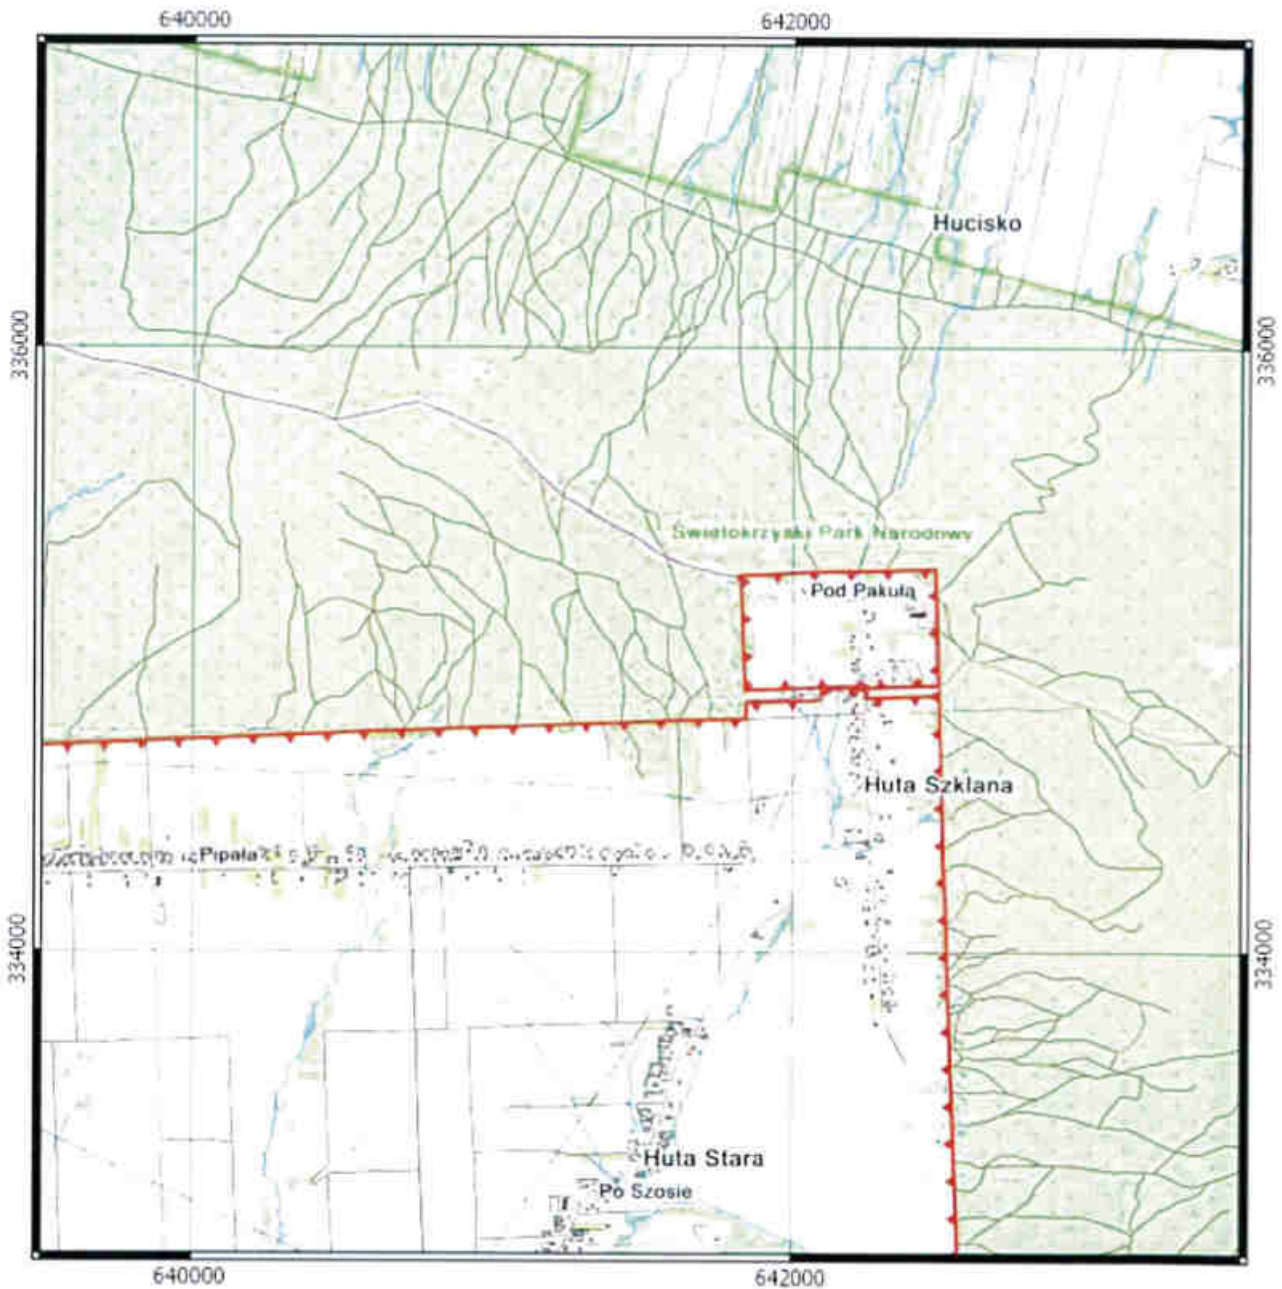 640000
642000
Hucisko
336000
336000
Świętokrzyski Park Narodowy
Pod Pakułą
Huta Szklana
Pipała
334000
334000
Huta Stara
Po Szosie
640000
642000